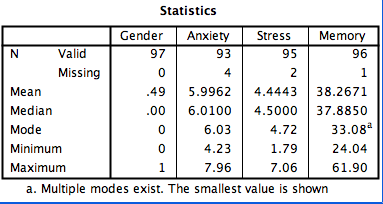 Statistics
Gender Anxiety Stress Memory
N Valid 97 93 95 96
Missing 0 4 2 1
Mean .49 5.9962 4.4443 38.2671
Median .00 6.0100 4.5000 37.8850
Mode 0 6.03 4.72 33.08a
Minimum 0 4.23 1.79 24.04
Maximum 1 7.96 7.06 61.90
a. Multiple modes exist. The smallest value is shown